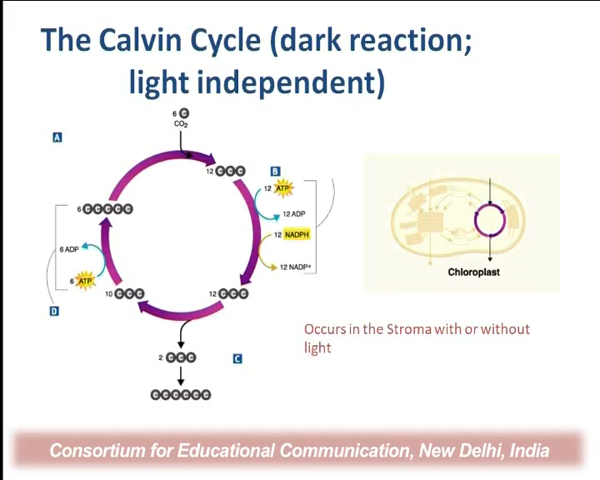 The Calvin Cycle (dark reaction;
light independent)
6 C
CO₂
A
12 C C C
B
12 ATP
6 C C C C C
12 ADP
12 NADPH
6 ADP
12 NADP+
6 ATP
10 C C C
12 C C C
D
Chloroplast
Occurs in the Stroma with or without
light
2 C C C
C
C C C C C C
Consortium for Educational Communication, New Delhi, India